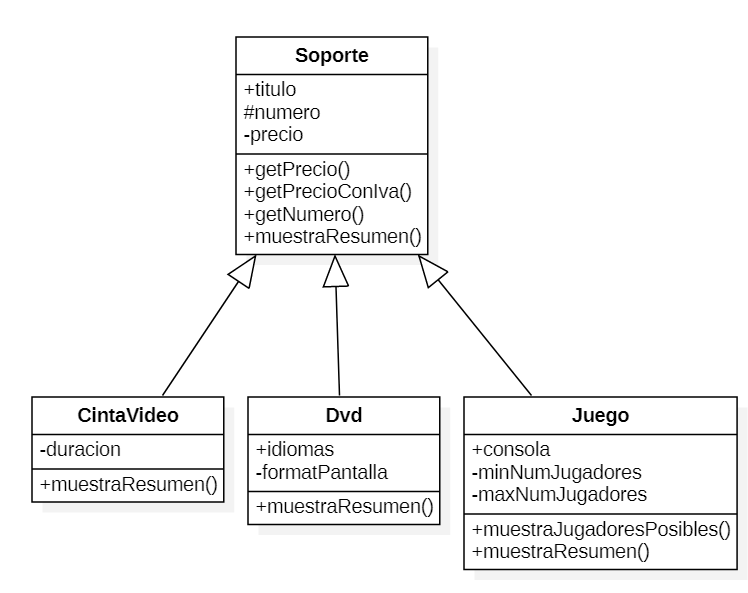 Soporte
+titulo
#numero
-precio
+getPrecio()
+getPrecioConIva()
+getNumero()
+muestraResumen()
CintaVideo
-duracion
+muestraResumen()
Dvd
+idiomas
-formatPantalla
+muestraResumen()
Juego
+consola
-minNumJugadores
-maxNumJugadores
+muestraJugadoresPosibles()
+muestraResumen()